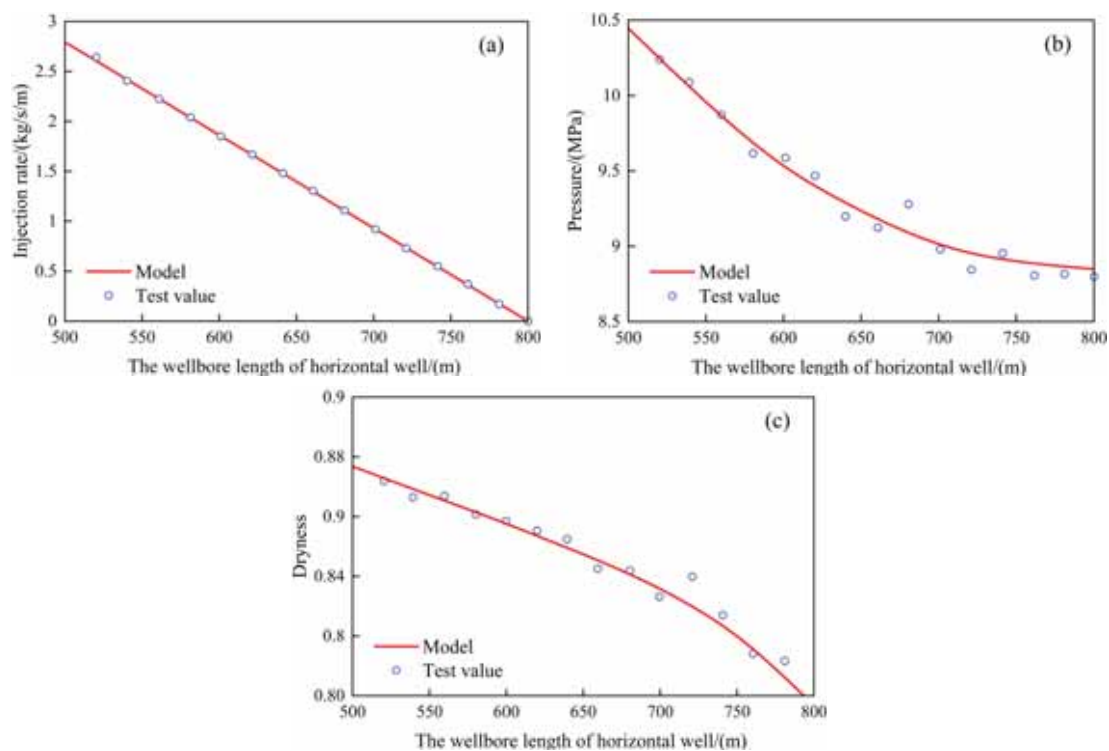 (a)
3
2.5
2
1.5
1
0.5
0
Injection rate/(kg/s/m)
Model
Test value
500 550 600 650 700 750 800
The wellbore length of horizontal well/(m)
(b)
10.5
10
9.5
9
8.5
Pressure/(MPa)
Model
Test value
500 550 600 650 700 750 800
The wellbore length of horizontal well/(m)
(c)
0.9
0.88
0.9
0.84
0.8
0.80
Dryness
Model
Test value
500 550 600 650 700 750 800
The wellbore length of horizontal well/(m)